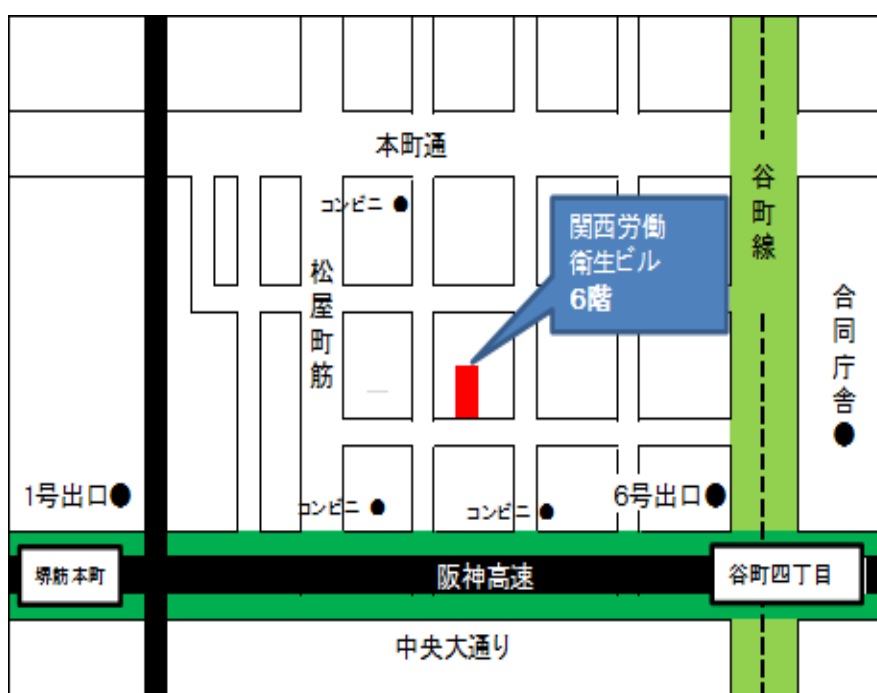 本町通
コンビニ
谷町線
関西労働
衛生ビル
6階
松屋町筋
合同庁舎
1号出口
6号出口
コンビニ
コンビニ
堺筋本町
阪神高速
谷町四丁目
中央大通り